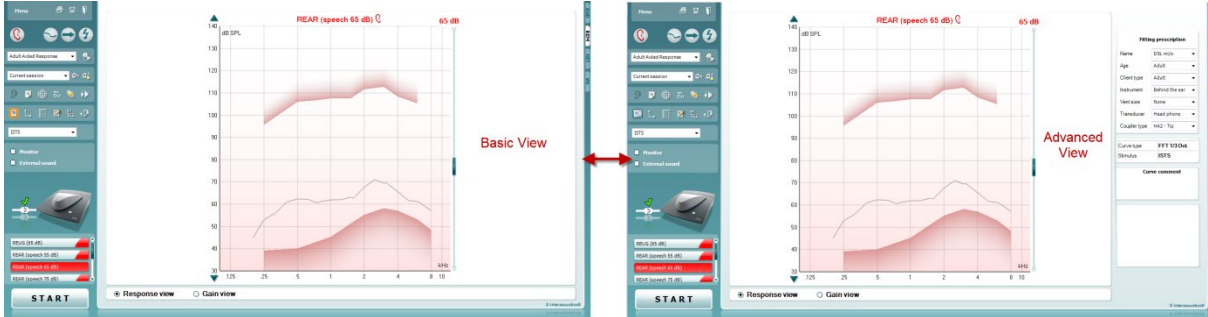 Menu
REAR (speech 65 dB)
65 dB
dB SPL
140
130
120
110
100
90
80
70
60
50
40
30
.125
.25
.5
1
2
4
8
10
kHz
Adult Aided Response
Current session
ISTS
Monitor
External sound
REUG (65 dB)
REAR (speech 55 dB)
REAR (speech 65 dB)
REAR (speech 75 dB)
START
Response view
Gain view
Basic View
Menu
REAR (speech 65 dB)
65 dB
dB SPL
140
130
120
110
100
90
80
70
60
50
40
30
.125
.25
.5
1
2
4
8
10
kHz
Adult Aided Response
Current session
ISTS
Monitor
External sound
REUG (65 dB)
REAR (speech 55 dB)
REAR (speech 65 dB)
REAR (speech 75 dB)
START
Response view
Gain view
Advanced
View
Fitting prescription
Name
DSL m/i/o
Age
Adult
Client type
Adult
Instrument
Behind the ear
Vent size
None
Transducer
Headphone
Coupler type
HA2 - Tip
Curve type
FFT 1/3 Oct.
Stimulus
ISTS
Curve comment